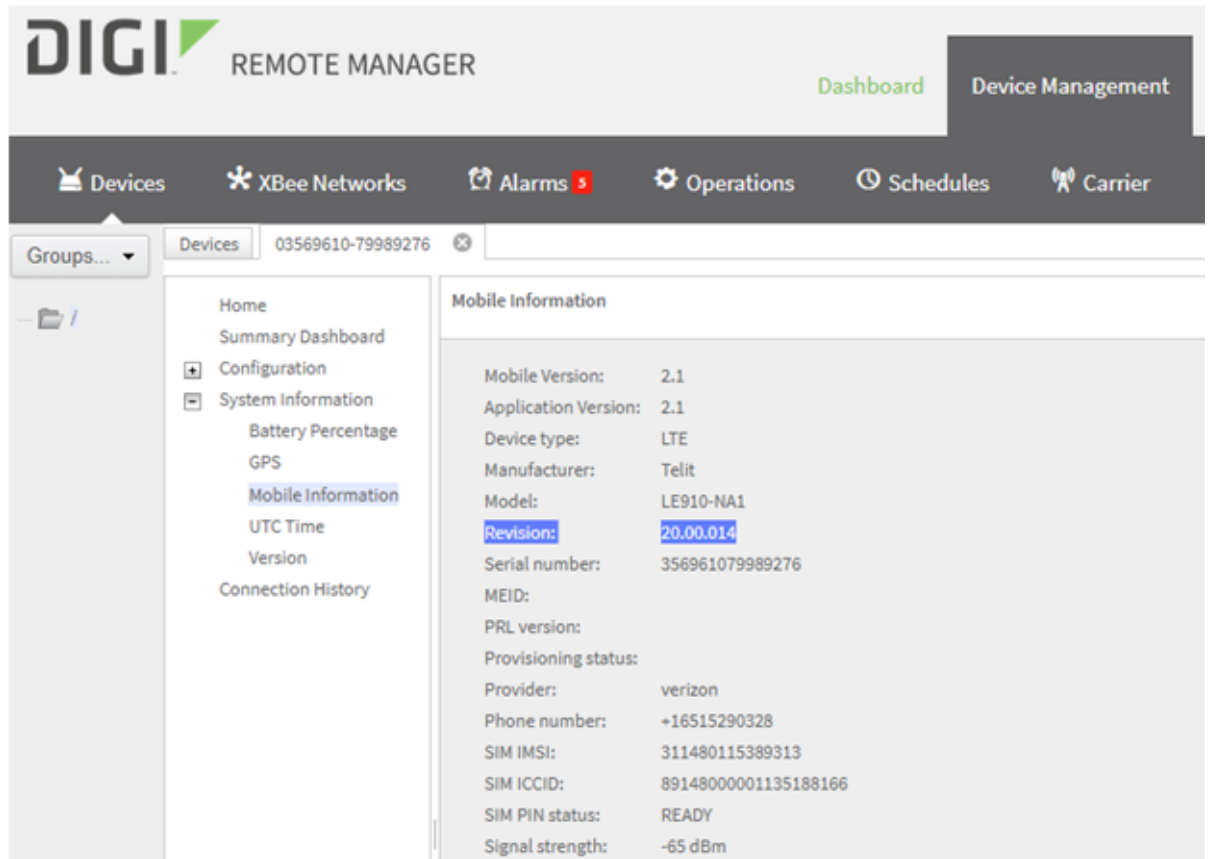 DIGI REMOTE MANAGER
Dashboard
Device Management
Devices
XBee Networks
Alarms 5
Operations
Schedules
Carrier
Groups...
Devices
03569610-79989276
/
Home
Summary Dashboard
Configuration
System Information
Battery Percentage
GPS
Mobile Information
UTC Time
Version
Connection History
Mobile Information
Mobile Version: 2.1
Application Version: 2.1
Device type: LTE
Manufacturer: Telit
Model: LE910-NA1
Revision: 20.00.014
Serial number: 356961079989276
MEID:
PRL version:
Provisioning status:
Provider: verizon
Phone number: +16515290328
SIM IMSI: 311480115389313
SIM ICCID: 89148000001135188166
SIM PIN status: READY
Signal strength: -65 dBm